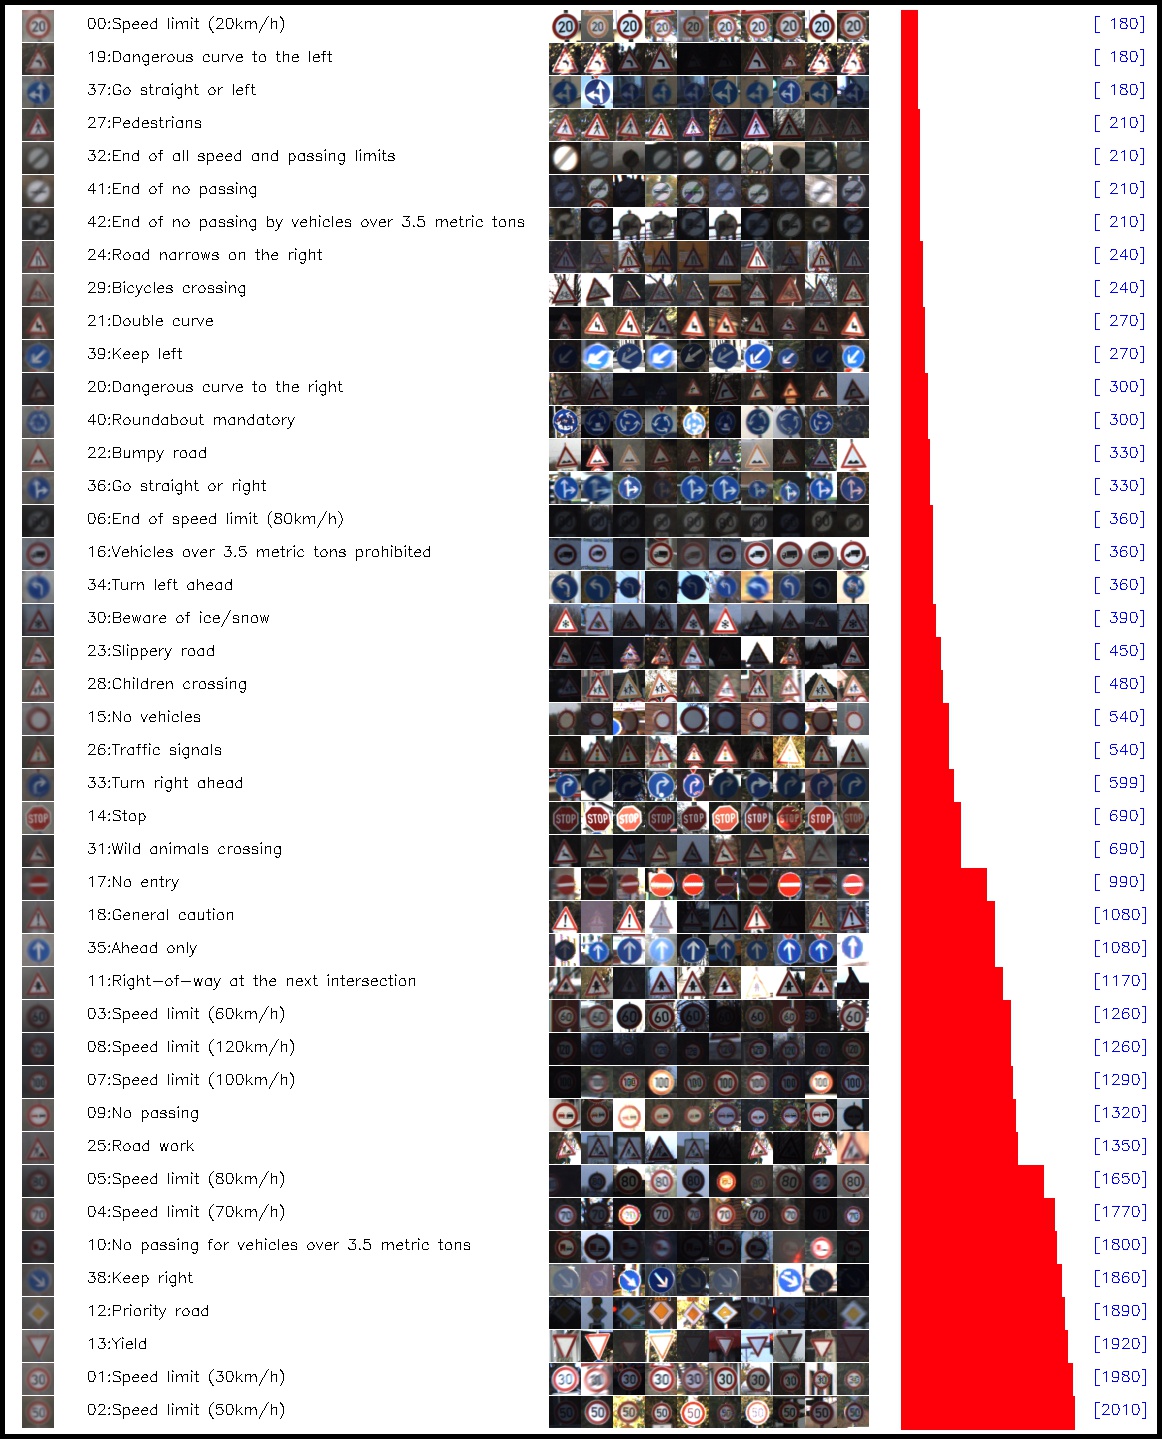 00:Speed limit (20km/h) [ 180]
19:Dangerous curve to the left [ 180]
37:Go straight or left [ 180]
27:Pedestrians [ 210]
32:End of all speed and passing limits [ 210]
41:End of no passing [ 210]
42:End of no passing by vehicles over 3.5 metric tons [ 210]
24:Road narrows on the right [ 240]
29:Bicycles crossing [ 240]
21:Double curve [ 270]
39:Keep left [ 270]
20:Dangerous curve to the right [ 300]
40:Roundabout mandatory [ 300]
22:Bumpy road [ 330]
36:Go straight or right [ 330]
06:End of speed limit (80km/h) [ 360]
16:Vehicles over 3.5 metric tons prohibited [ 360]
34:Turn left ahead [ 360]
30:Beware of ice/snow [ 390]
23:Slippery road [ 450]
28:Children crossing [ 480]
15:No vehicles [ 540]
26:Traffic signals [ 540]
33:Turn right ahead [ 599]
14:Stop [ 690]
31:Wild animals crossing [ 690]
17:No entry [ 990]
18:General caution [1080]
35:Ahead only [1080]
11:Right-of-way at the next intersection [1170]
03:Speed limit (60km/h) [1260]
08:Speed limit (120km/h) [1260]
07:Speed limit (100km/h) [1290]
09:No passing [1320]
25:Road work [1350]
05:Speed limit (80km/h) [1650]
04:Speed limit (70km/h) [1770]
10:No passing for vehicles over 3.5 metric tons [1800]
38:Keep right [1860]
12:Priority road [1890]
13:Yield [1920]
01:Speed limit (30km/h) [1980]
02:Speed limit (50km/h) [2010]